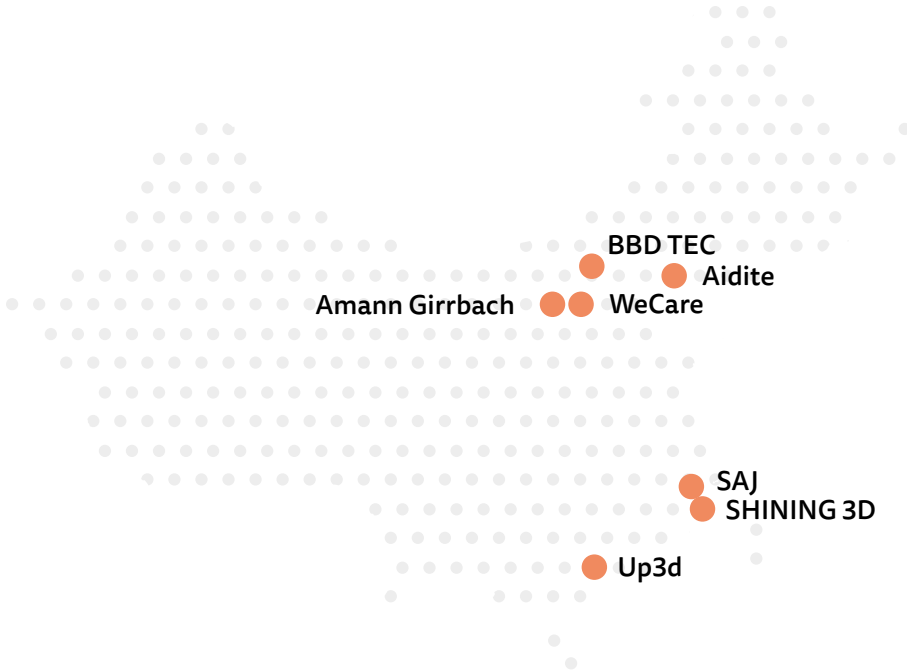 BBD TEC
Aidite
Amann Girrbach
WeCare
SAJ
SHINING 3D
Up3d